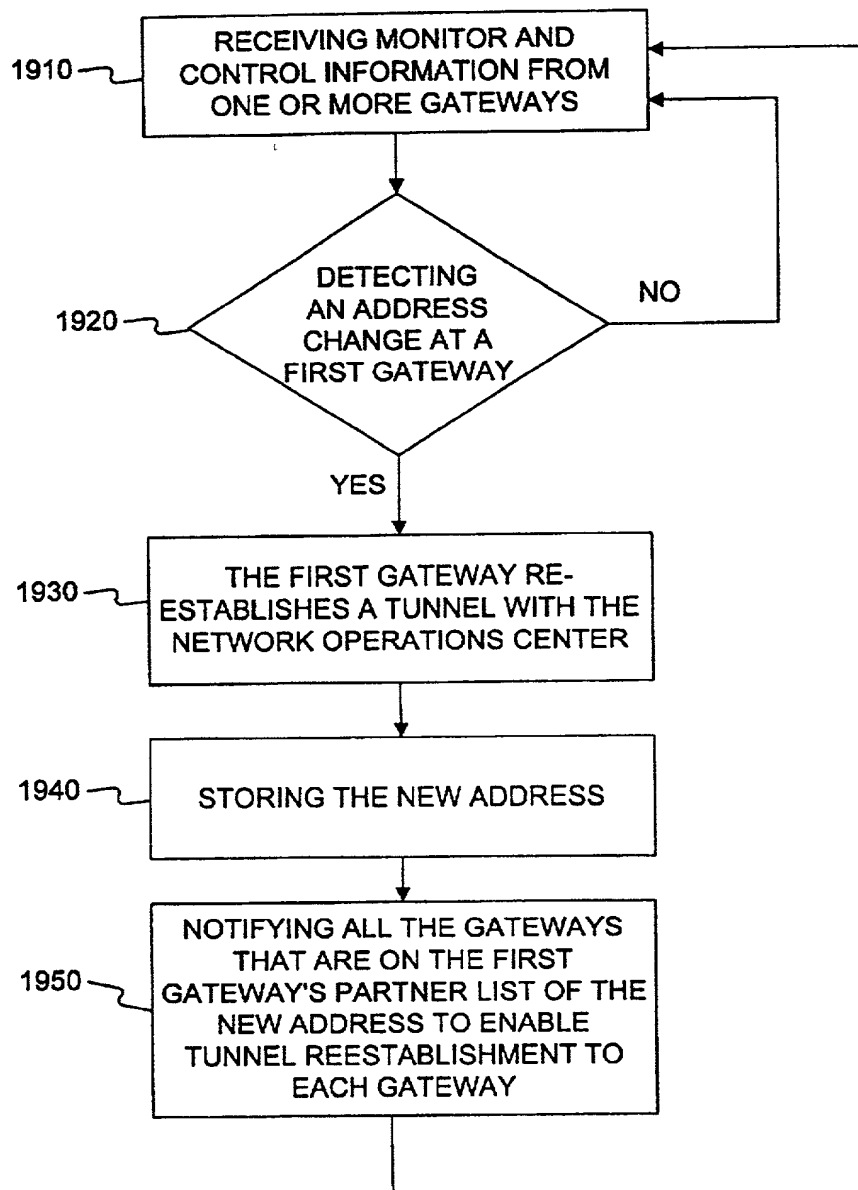 1910
RECEIVING MONITOR AND
CONTROL INFORMATION FROM
ONE OR MORE GATEWAYS
1920
DETECTING
AN ADDRESS
CHANGE AT A
FIRST GATEWAY
NO
YES
1930
THE FIRST GATEWAY RE-
ESTABLISHES A TUNNEL WITH THE
NETWORK OPERATIONS CENTER
1940
STORING THE NEW ADDRESS
1950
NOTIFYING ALL THE GATEWAYS
THAT ARE ON THE FIRST
GATEWAY'S PARTNER LIST OF THE
NEW ADDRESS TO ENABLE
TUNNEL REESTABLISHMENT TO
EACH GATEWAY